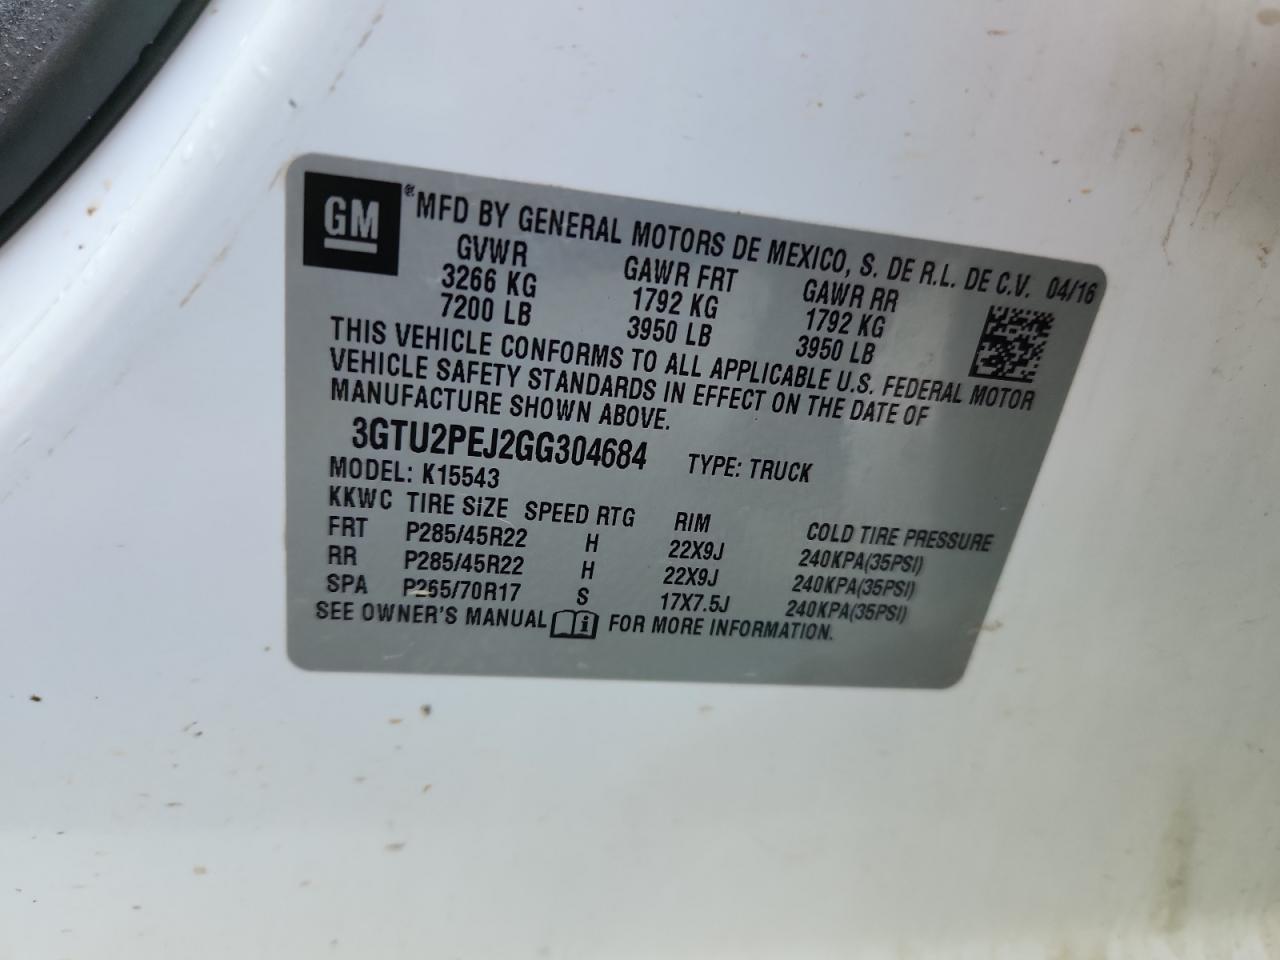 GM ® MFD BY GENERAL MOTORS DE MEXICO, S. DE R.L. DE C.V. 04/16
GVWR GAWR FRT GAWR RR
3266 KG 1792 KG 1792 KG
7200 LB 3950 LB 3950 LB
THIS VEHICLE CONFORMS TO ALL APPLICABLE U.S. FEDERAL MOTOR
VEHICLE SAFETY STANDARDS IN EFFECT ON THE DATE OF
MANUFACTURE SHOWN ABOVE.
3GTU2PEJ2GG304684 TYPE: TRUCK
MODEL: K15543
KKWC TIRE SIZE SPEED RTG RIM COLD TIRE PRESSURE
FRT P285/45R22 H 22X9J 240KPA(35PSI)
RR P285/45R22 H 22X9J 240KPA(35PSI)
SPA P265/70R17 S 17X7.5J 240KPA(35PSI)
SEE OWNER'S MANUAL i FOR MORE INFORMATION.